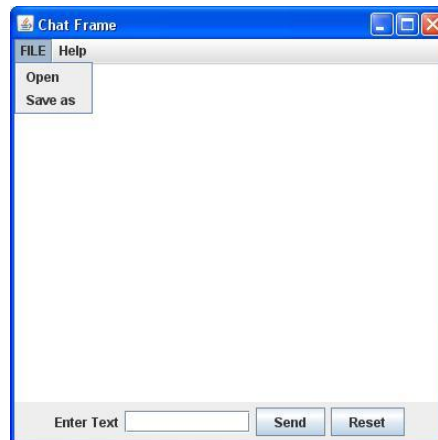 Chat Frame
FILE Help
Open
Save as
Enter Text Send Reset